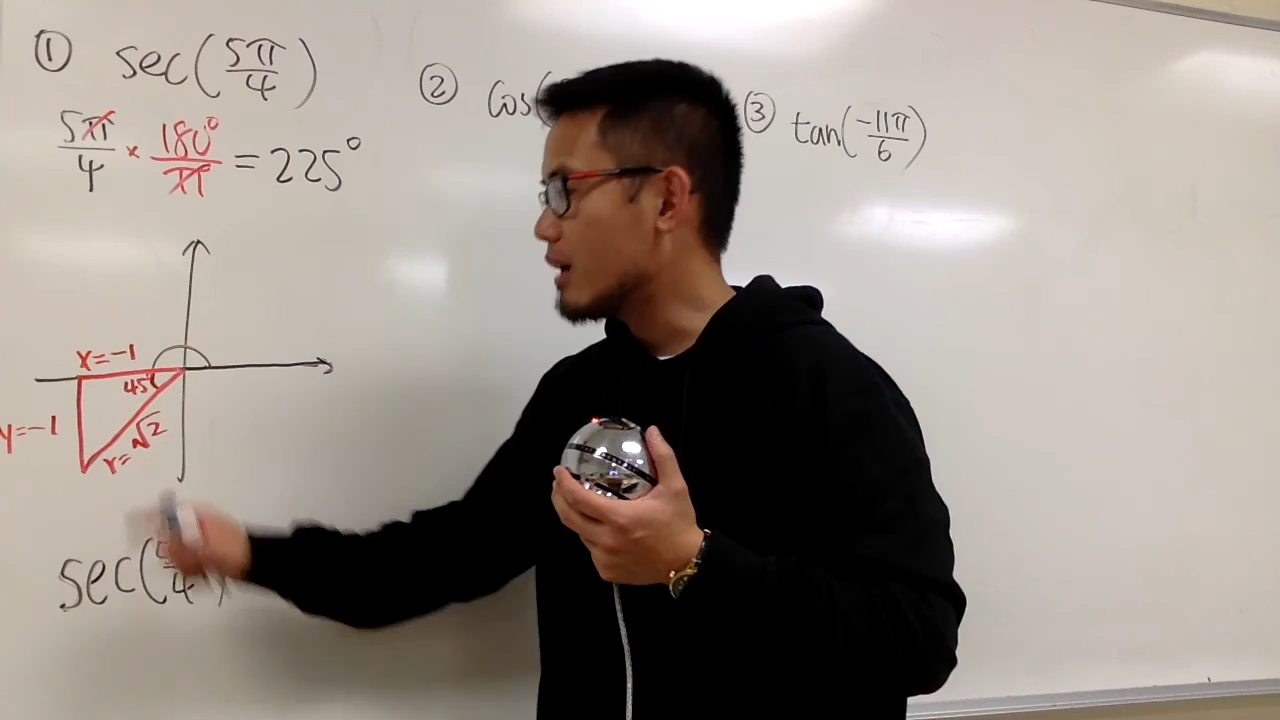 ① sec(5π/4)
5π/4 × 180°/π = 225°
x=-1
45°
y=-1
r=√2
sec(
4
② cos(
③ tan(-11π/6)